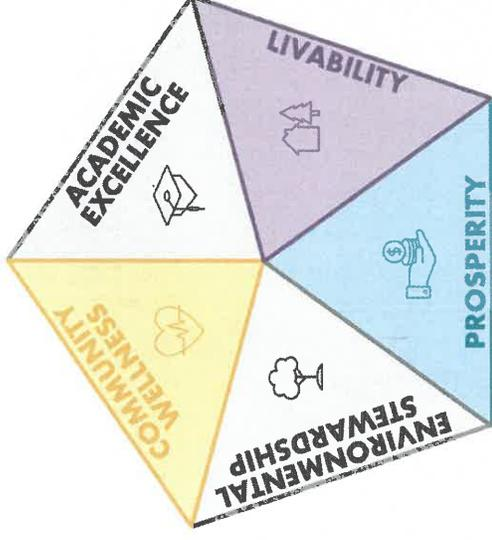 ACADEMIC
EXCELLENCE
LIVABILITY
PROSPERITY
ENVIRONMENTAL
STEWARDSHIP
COMMUNITY
WELLNESS
$